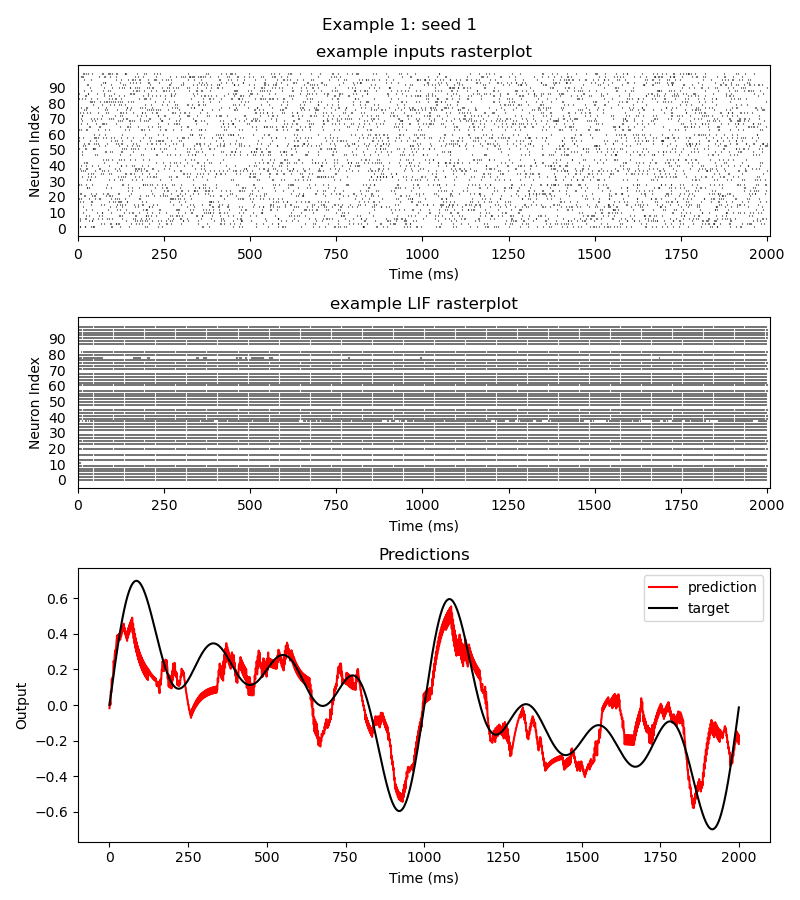 Example 1: seed 1
example inputs rasterplot
Neuron Index
90
80
70
60
50
40
30
20
10
0
0 250 500 750 1000 1250 1500 1750 2000
Time (ms)
example LIF rasterplot
Neuron Index
90
80
70
60
50
40
30
20
10
0
0 250 500 750 1000 1250 1500 1750 2000
Time (ms)
Predictions
Output
0.6
0.4
0.2
0.0
−0.2
−0.4
−0.6
prediction
target
0 250 500 750 1000 1250 1500 1750 2000
Time (ms)